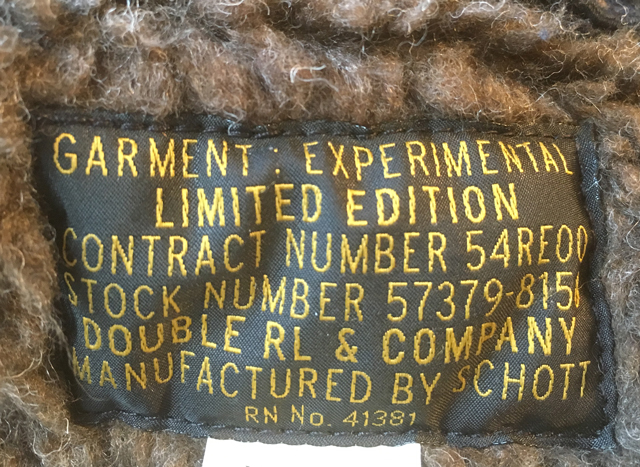 GARMENT : EXPERIMENTAL
LIMITED EDITION
CONTRACT NUMBER 54RE00
STOCK NUMBER 57379-8156
DOUBLE RL & COMPANY
MANUFACTURED BY SCHOTT
RN No. 41381